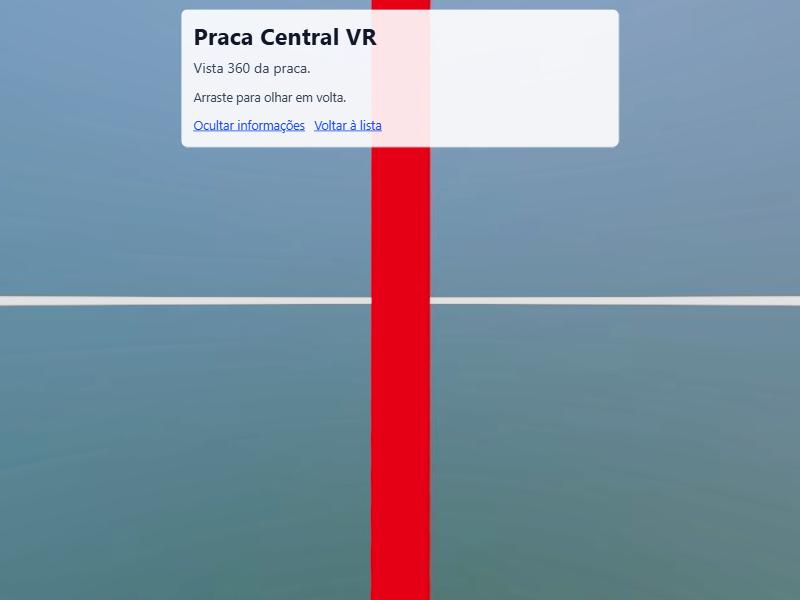 Praca Central VR
Vista 360 da praca.
Arraste para olhar em volta.
Ocultar informações Voltar à lista